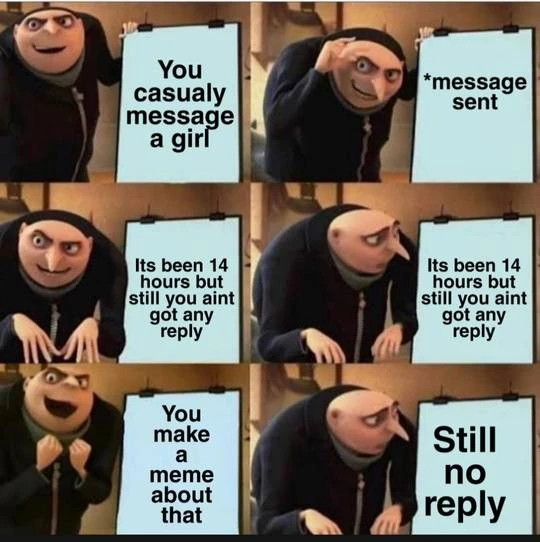 You
casualy
message
a girl
*message
sent
Its been 14
hours but
still you aint
got any
reply
Its been 14
hours but
still you aint
got any
reply
You
make
a
meme
about
that
Still
no
reply